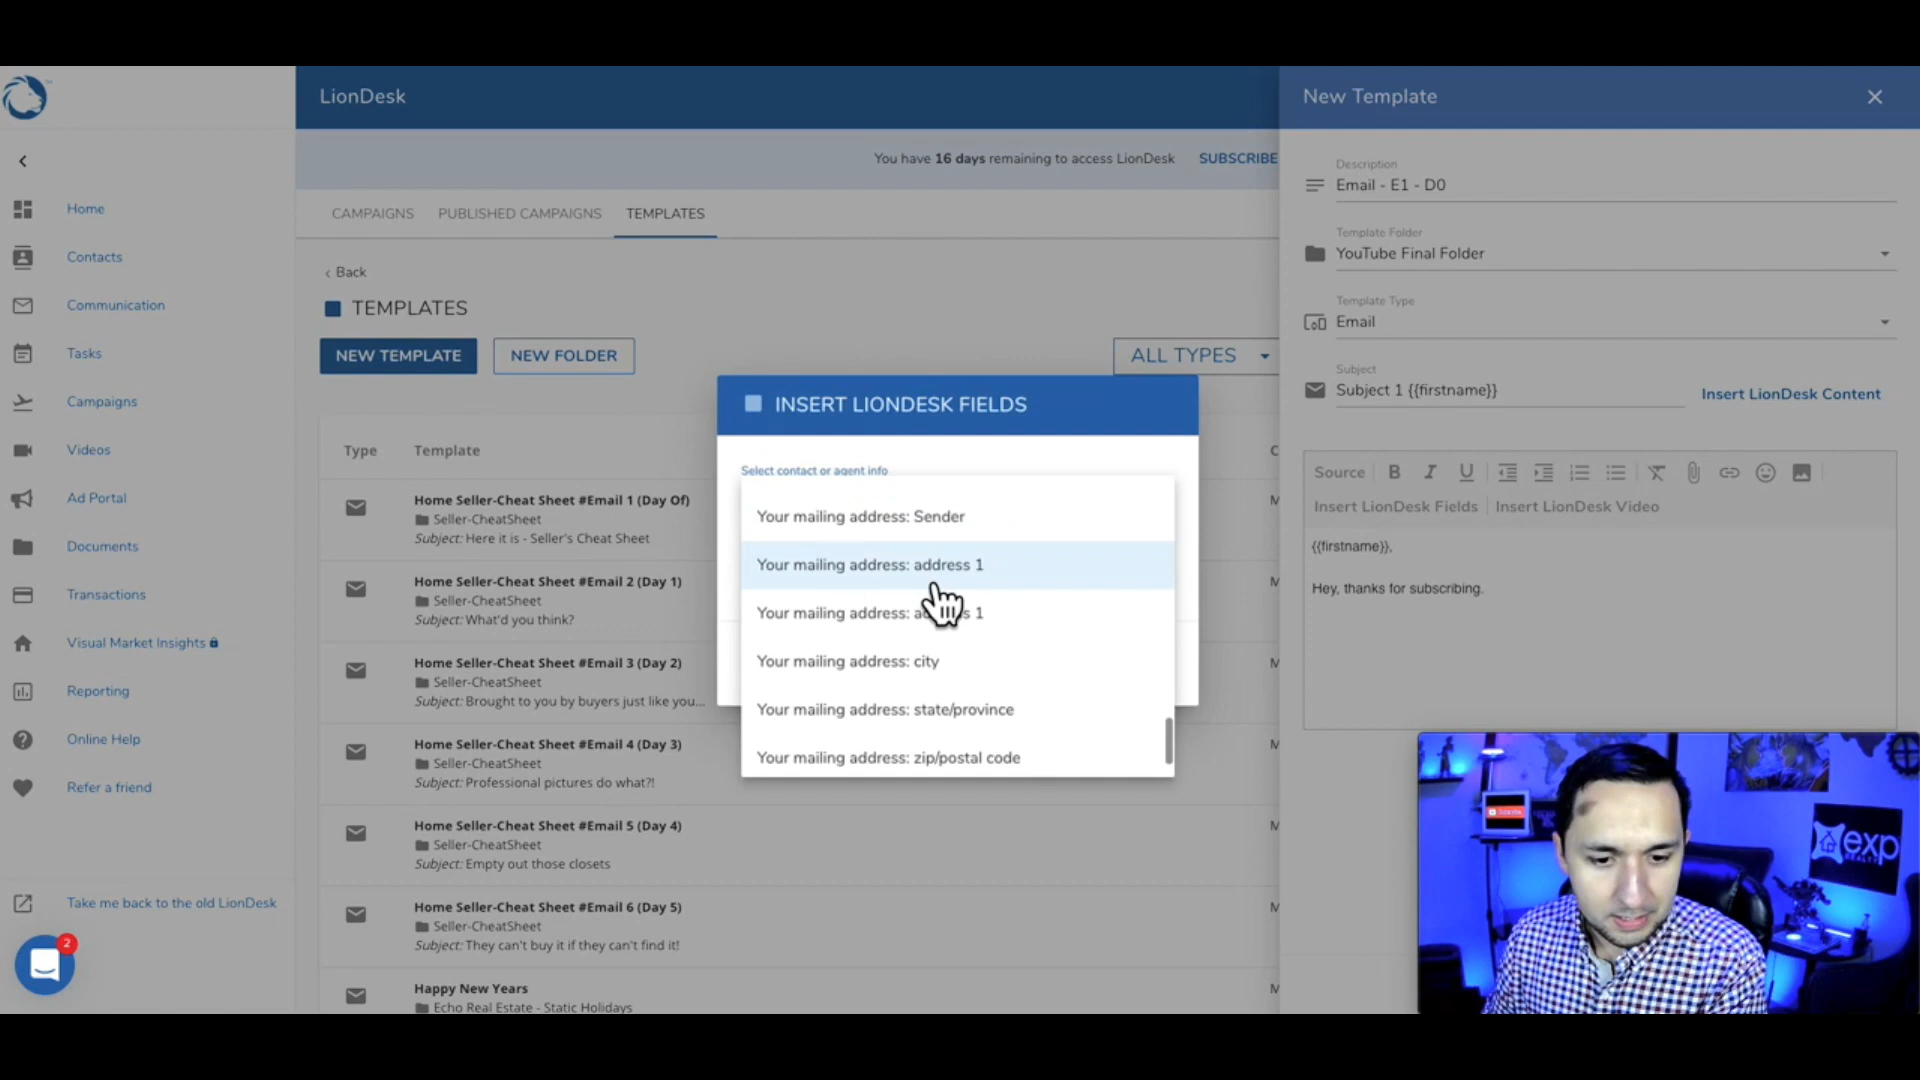 LionDesk
New Template
You have 16 days remaining to access LionDesk SUBSCRIBE
CAMPAIGNS PUBLISHED CAMPAIGNS TEMPLATES
Back
TEMPLATES
NEW TEMPLATE NEW FOLDER ALL TYPES
Type Template
Home
Contacts
Communication
Tasks
Campaigns
Videos
Ad Portal
Documents
Transactions
Visual Market Insights
Reporting
Online Help
Refer a friend
Take me back to the old LionDesk
2
Home Seller-Cheat Sheet #Email 1 (Day Of)
Seller-CheatSheet
Subject: Here it is - Seller's Cheat Sheet
Home Seller-Cheat Sheet #Email 2 (Day 1)
Seller-CheatSheet
Subject: What'd you think?
Home Seller-Cheat Sheet #Email 3 (Day 2)
Seller-CheatSheet
Subject: Brought to you by buyers just like you...
Home Seller-Cheat Sheet #Email 4 (Day 3)
Seller-CheatSheet
Subject: Professional pictures do what?!
Home Seller-Cheat Sheet #Email 5 (Day 4)
Seller-CheatSheet
Subject: Empty out those closets
Home Seller-Cheat Sheet #Email 6 (Day 5)
Seller-CheatSheet
Subject: They can't buy it if they can't find it!
Happy New Years
Echo Real Estate - Static Holidays
INSERT LIONDESK FIELDS
Select contact or agent info
Your mailing address: Sender
Your mailing address: address 1
Your mailing address: address 1
Your mailing address: city
Your mailing address: state/province
Your mailing address: zip/postal code
Description
Email - E1 - D0
Template Folder
YouTube Final Folder
Template Type
Email
Subject
Subject 1 {{firstname}} Insert LionDesk Content
Source B I U
Insert LionDesk Fields Insert LionDesk Video
{{firstname}},
Hey, thanks for subscribing.
exp
REALTY